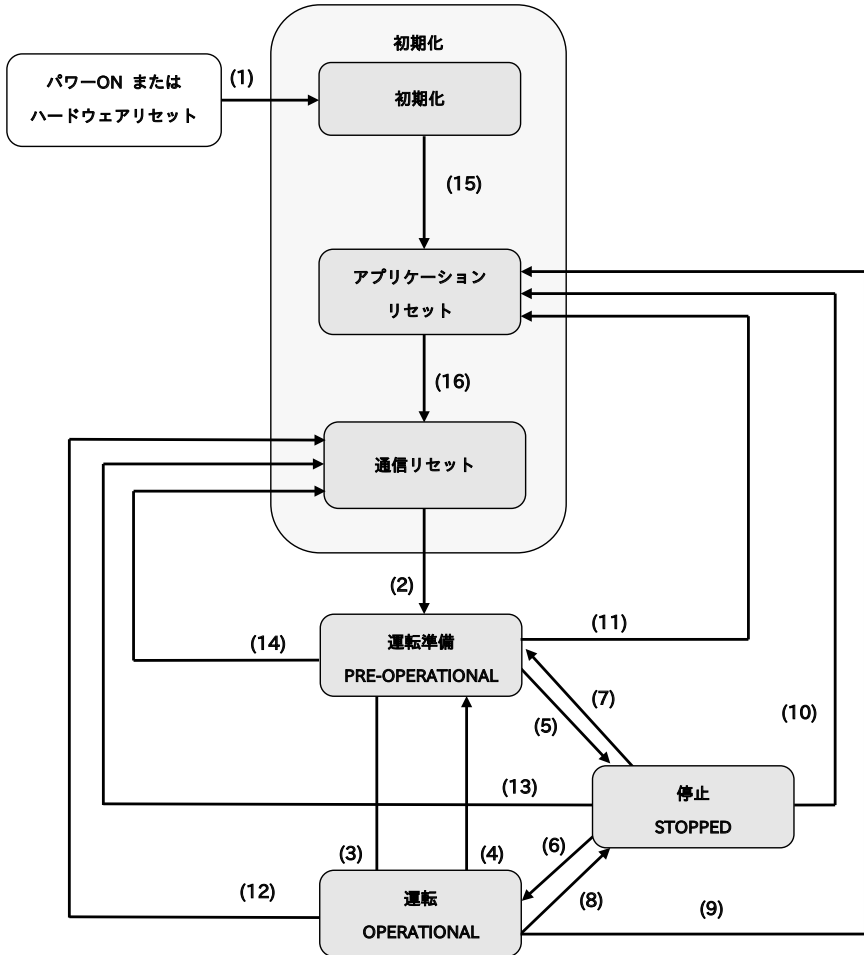 初期化
パワーON または
ハードウェアリセット
(1)
初期化
(15)
アプリケーション
リセット
(16)
通信リセット
(2)
(14)
運転準備
PRE-OPERATIONAL
(11)
(7)
(5)
(10)
(13)
停止
STOPPED
(3)
(4)
(6)
(12)
運転
OPERATIONAL
(8)
(9)